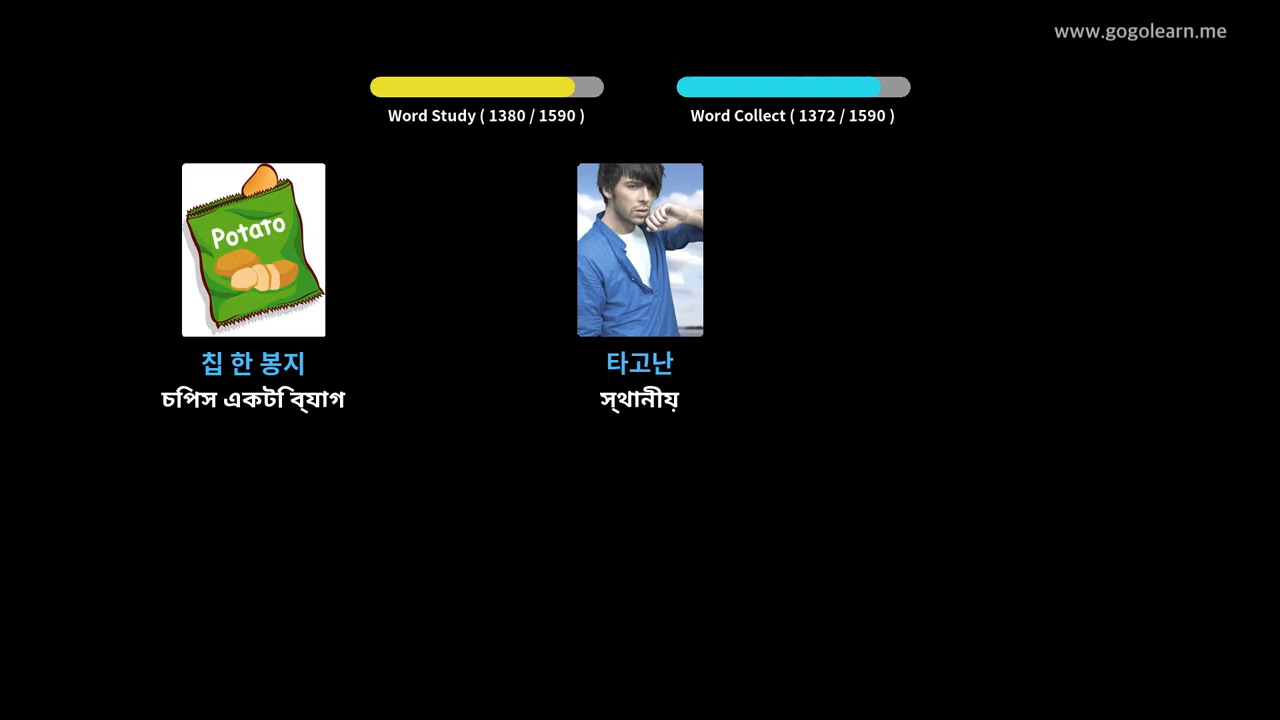 www.gogolearn.me
Word Study ( 1380 / 1590 )
Word Collect ( 1372 / 1590 )
Potato
칩 한 봉지
타고난
চিপস একটি ব্যাগ
স্থানীয়